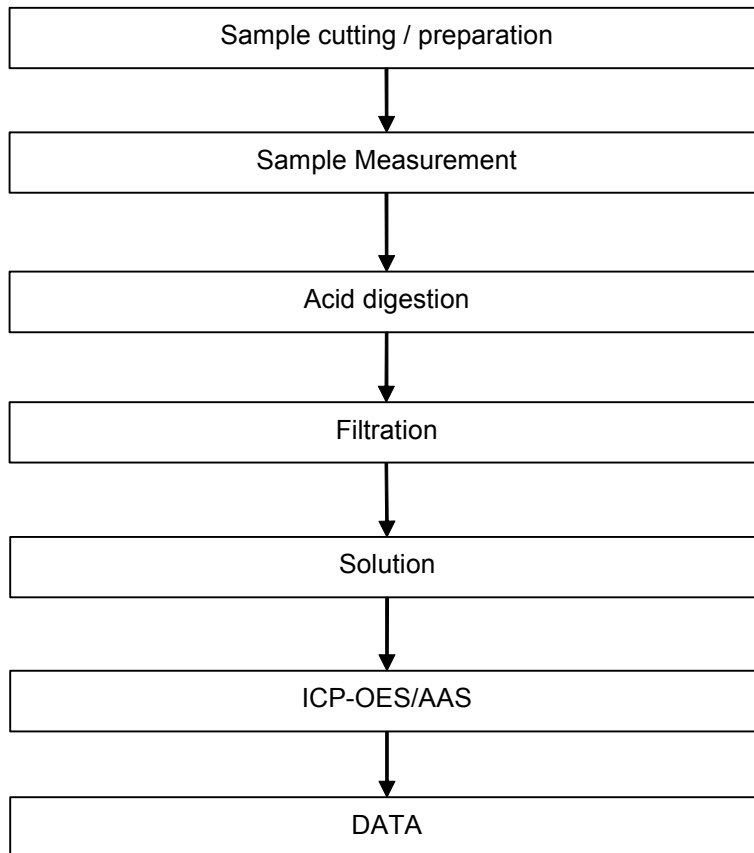 Sample cutting / preparation
Sample Measurement
Acid digestion
Filtration
Solution
ICP-OES/AAS
DATA